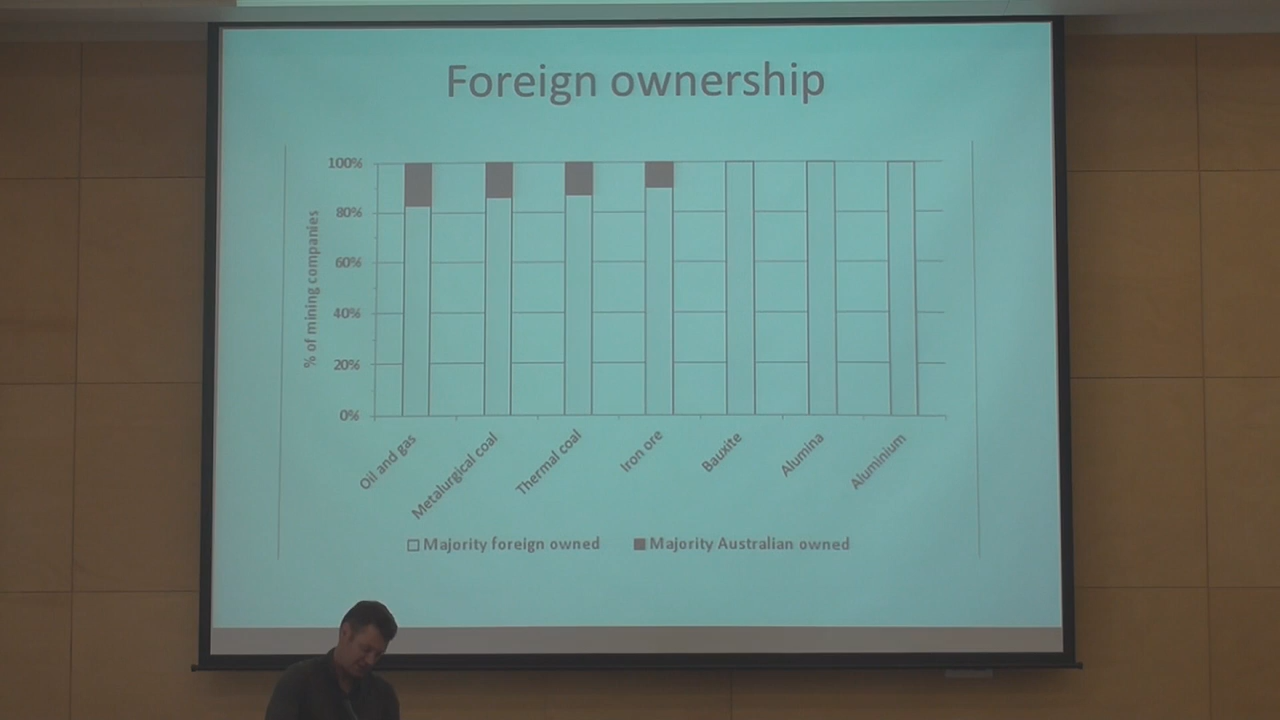 Foreign ownership
100%
80%
60%
40%
20%
0%
% of mining companies
Oil and gas
Metalurgical coal
Thermal coal
Iron ore
Bauxite
Alumina
Aluminium
Majority foreign owned
Majority Australian owned